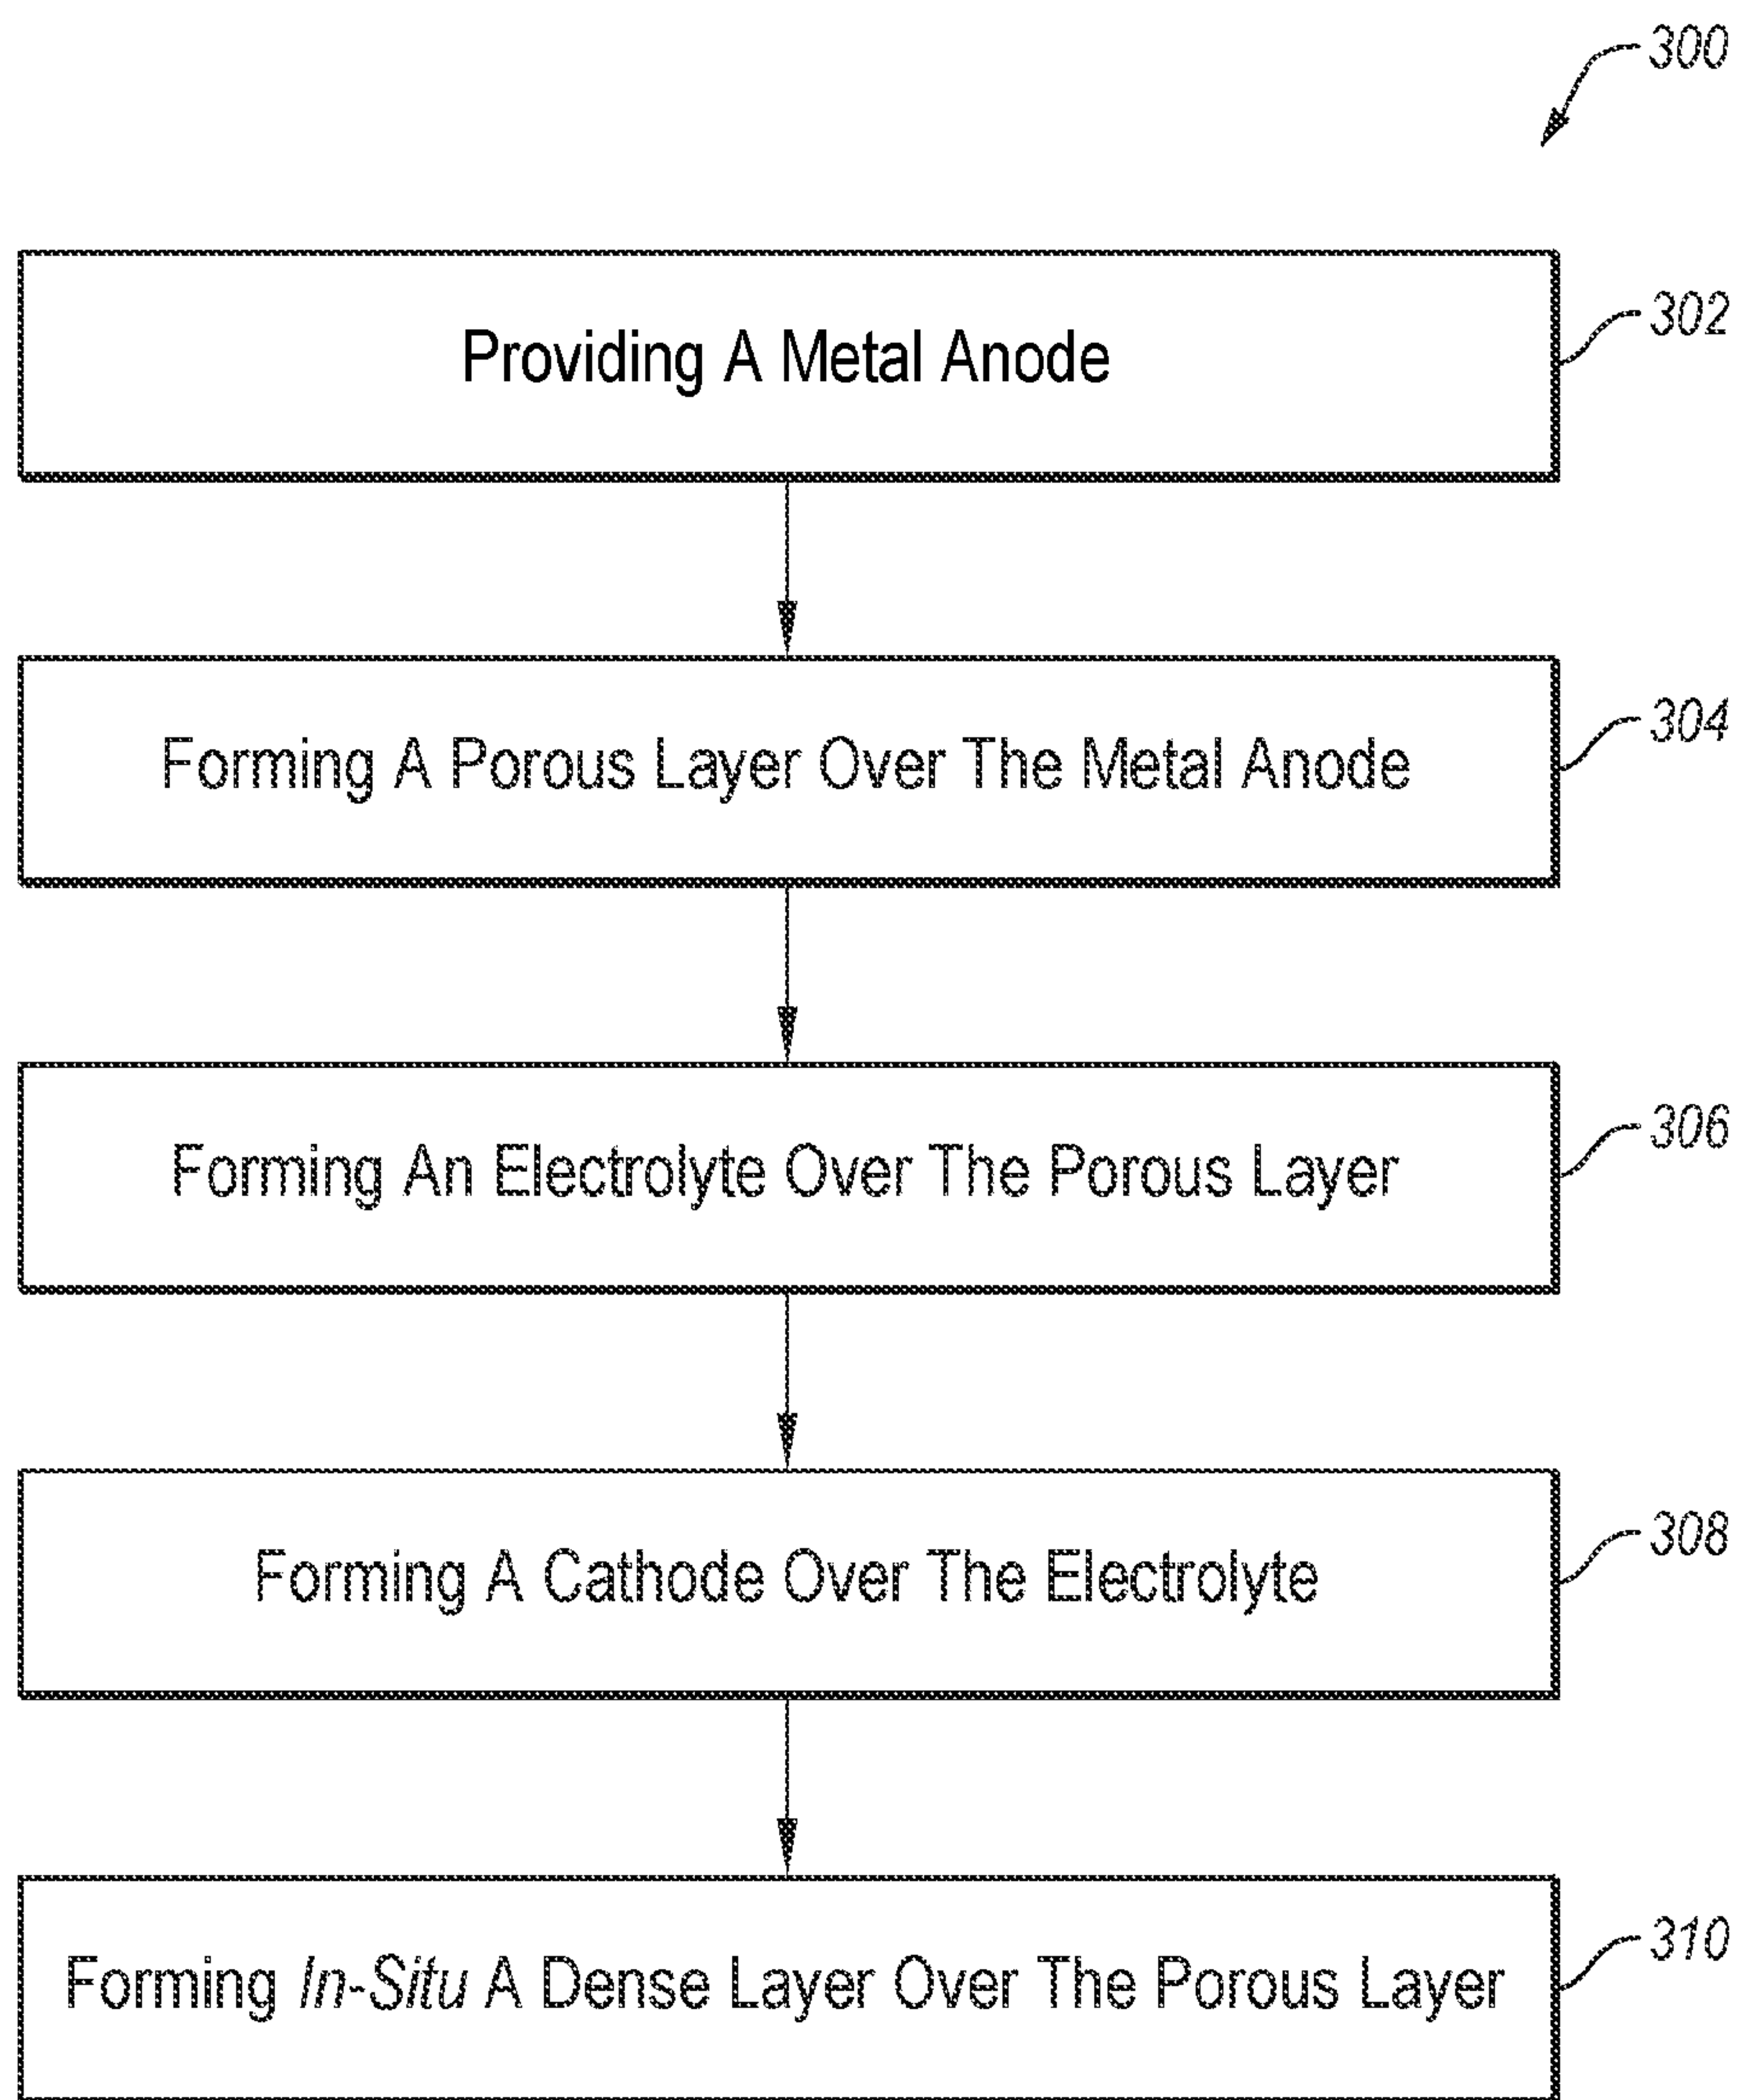 300
Providing A Metal Anode
302
Forming A Porous Layer Over The Metal Anode
304
Forming An Electrolyte Over The Porous Layer
306
Forming A Cathode Over The Electrolyte
308
Forming In-Situ A Dense Layer Over The Porous Layer
310